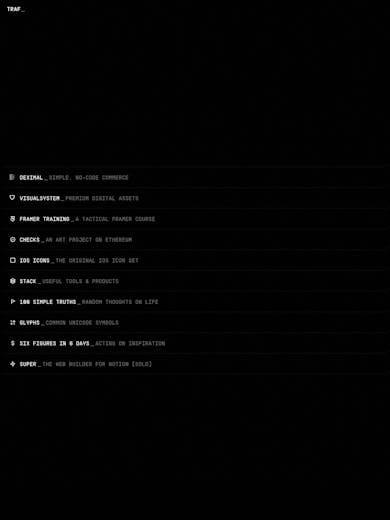 TRAF_
DEXIMAL_SIMPLE, NO-CODE COMMERCE
VISUALSYSTEM_PREMIUM DIGITAL ASSETS
FRAMER TRAINING_A TACTICAL FRAMER COURSE
CHECKS_AN ART PROJECT ON ETHEREUM
IOS ICONS_THE ORIGINAL IOS ICON SET
STACK_USEFUL TOOLS & PRODUCTS
100 SIMPLE TRUTHS_RANDOM THOUGHTS ON LIFE
GLYPHS_COMMON UNICODE SYMBOLS
SIX FIGURES IN 6 DAYS_ACTING ON INSPIRATION
SUPER_THE WEB BUILDER FOR NOTION [SOLD]